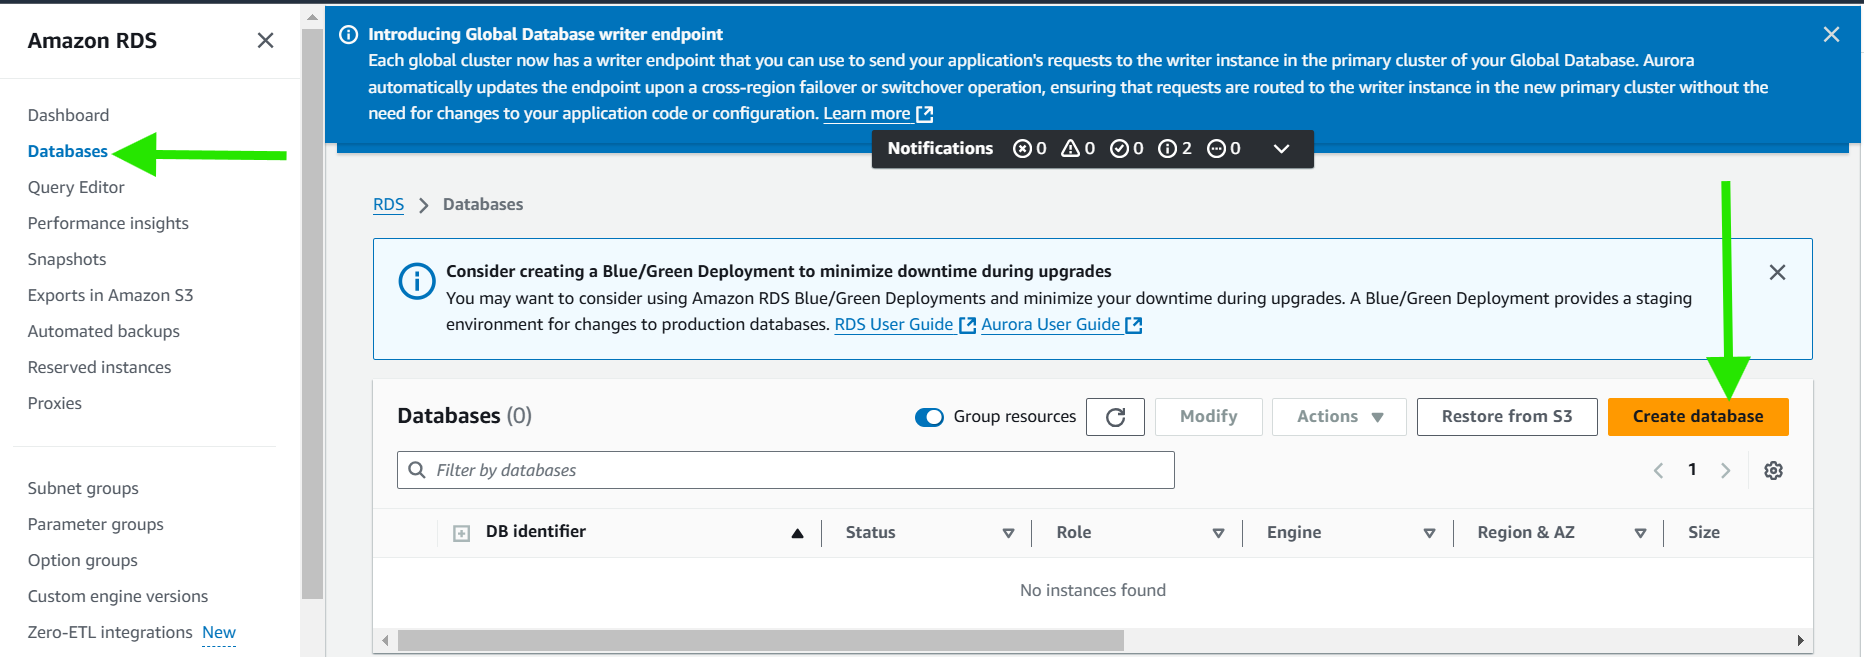 Amazon RDS
Dashboard
Databases
Query Editor
Performance insights
Snapshots
Exports in Amazon S3
Automated backups
Reserved instances
Proxies
Subnet groups
Parameter groups
Option groups
Custom engine versions
Zero-ETL integrations New
Introducing Global Database writer endpoint
Each global cluster now has a writer endpoint that you can use to send your application's requests to the writer instance in the primary cluster of your Global Database. Aurora
automatically updates the endpoint upon a cross-region failover or switchover operation, ensuring that requests are routed to the writer instance in the new primary cluster without the
need for changes to your application code or configuration. Learn more
Notifications 0 0 0 2 0
RDS > Databases
Consider creating a Blue/Green Deployment to minimize downtime during upgrades
You may want to consider using Amazon RDS Blue/Green Deployments and minimize your downtime during upgrades. A Blue/Green Deployment provides a staging
environment for changes to production databases. RDS User Guide Aurora User Guide
Databases (0) Group resources Modify Actions Restore from S3 Create database
Filter by databases 1
DB identifier Status Role Engine Region & AZ Size
No instances found